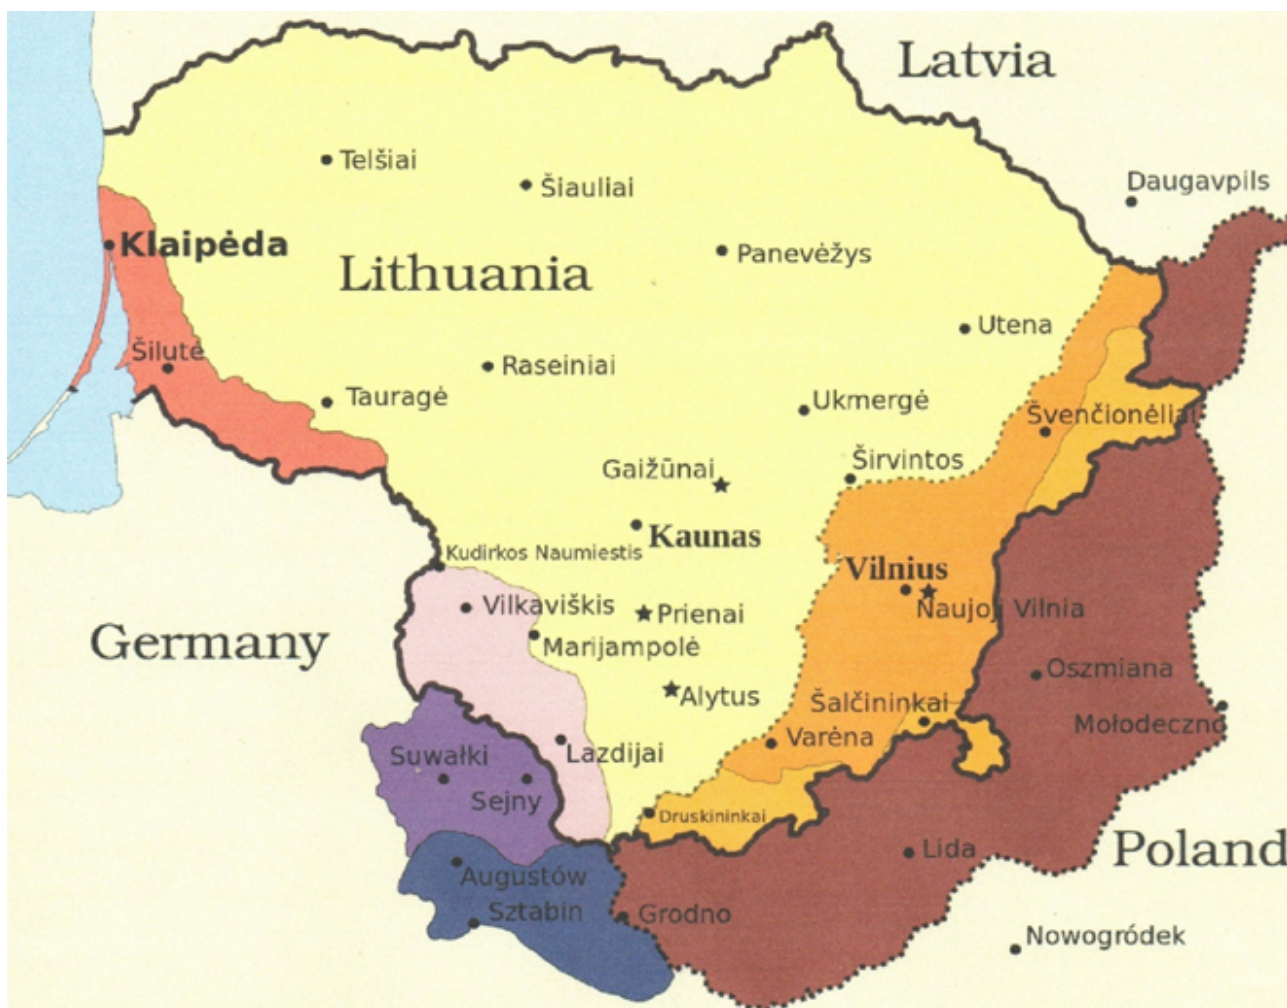 Latvia
Telšiai
Šiauliai
Daugavpils
Klaipėda
Panevėžys
Lithuania
Utena
Šilutė
Raseiniai
Tauragė
Ukmergė
Švenčionėliai
Širvintos
Gaižūnai
Kaunas
Kudirkos Naumiestis
Vilnius
Vilkaviškis
Naujoji Vilnia
Prienai
Germany
Marijampolė
Oszmiana
Alytus
Šalčininkai
Mołodeczno
Varėna
Lazdijai
Suwałki
Sejny
Druskininkai
Poland
Lida
Augustów
Sztabin
Grodno
Nowogródek